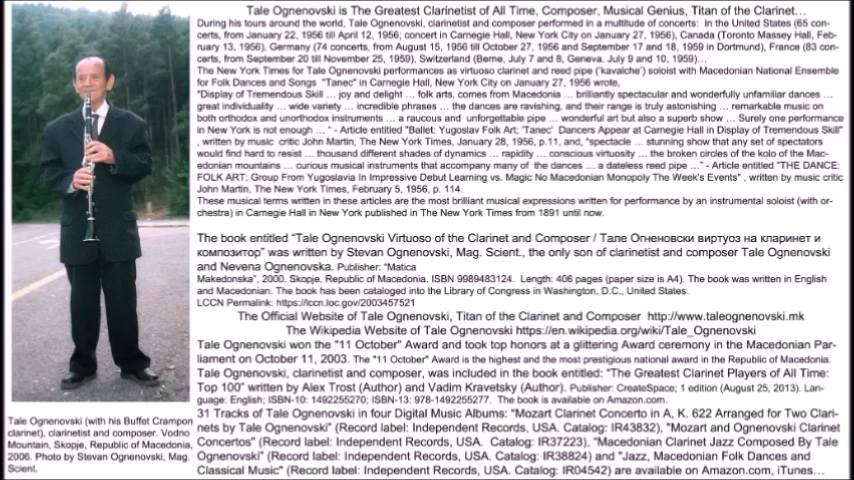 Tale Ognenovski is The Greatest Clarinetist of All Time, Composer, Musical Genius, Titan of the Clarinet…
During his tours around the world, Tale Ognenovski, clarinetist and composer performed in a multitude of concerts: In the United States (65 con-
certs, from January 22, 1956 till April 12, 1956; concert in Carnegie Hall, New York City on January 27, 1956), Canada (Toronto Massey Hall, Feb-
ruary 13, 1956), Germany (74 concerts, from August 15, 1956 till October 27, 1956 and September 17 and 18, 1959 in Dortmund), France (83 con-
certs, from September 20 till November 25, 1959), Switzerland (Berne, July 7 and 8, Geneva, July 9 and 10, 1959)…
The New York Times for Tale Ognenovski performances as virtuoso clarinet and reed pipe ('kavalche') soloist with Macedonian National Ensemble
for Folk Dances and Songs "Tanec" in Carnegie Hall, New York City on January 27, 1956 wrote,
"Display of Tremendous Skill … joy and delight … folk arts, comes from Macedonia … brilliantly spectacular and wonderfully unfamiliar dances …
great individuality … wide variety … incredible phrases … the dances are ravishing, and their range is truly astonishing … remarkable music on
both orthodox and unorthodox instruments … a raucous and unforgettable pipe … wonderful art but also a superb show … Surely one performance
in New York is not enough … " - Article entitled "Ballet: Yugoslav Folk Art; 'Tanec' Dances Appear at Carnegie Hall in Display of Tremendous Skill"
, written by music critic John Martin, The New York Times, January 28, 1956, p.11, and, "spectacle … stunning show that any set of spectators
would find hard to resist … thousand different shades of dynamics … rapidity … conscious virtuosity … the broken circles of the kolo of the Mac-
edonian mountains … curious musical instruments that accompany many of the dances … a dateless reed pipe …" - Article entitled "THE DANCE:
FOLK ART; Group From Yugoslavia In Impressive Debut Learning vs. Magic No Macedonian Monopoly The Week's Events" , written by music critic
John Martin, The New York Times, February 5, 1956, p. 114.
These musical terms written in these articles are the most brilliant musical expressions written for performance by an instrumental soloist (with or-
chestra) in Carnegie Hall in New York published in The New York Times from 1891 until now.
The book entitled "Tale Ognenovski Virtuoso of the Clarinet and Composer / Тале Огненовски виртуоз на кларинет и
композитор" was written by Stevan Ognenovski, Mag. Scient., the only son of clarinetist and composer Tale Ognenovski
and Nevena Ognenovska. Publisher: "Matica
Makedonska", 2000. Skopje, Republic of Macedonia. ISBN 9989483124. Length: 406 pages (paper size is A4). The book was written in English
and Macedonian. The book has been cataloged into the Library of Congress in Washington, D.C., United States.
LCCN Permalink: https://lccn.loc.gov/2003457521
The Official Website of Tale Ognenovski, Titan of the Clarinet and Composer http://www.taleognenovski.mk
The Wikipedia Website of Tale Ognenovski https://en.wikipedia.org/wiki/Tale_Ognenovski
Tale Ognenovski won the "11 October" Award and took top honors at a glittering Award ceremony in the Macedonian Par-
liament on October 11, 2003. The "11 October" Award is the highest and the most prestigious national award in the Republic of Macedonia.
Tale Ognenovski, clarinetist and composer, was included in the book entitled: "The Greatest Clarinet Players of All Time:
Top 100" written by Alex Trost (Author) and Vadim Kravetsky (Author). Publisher: CreateSpace; 1 edition (August 25, 2013). Lan-
guage: English; ISBN-10: 1492255270; ISBN-13: 978-1492255277. The book is available on Amazon.com.
31 Tracks of Tale Ognenovski in four Digital Music Albums: "Mozart Clarinet Concerto in A, K. 622 Arranged for Two Clari-
nets by Tale Ognenovski" (Record label: Independent Records, USA. Catalog: IR43832), "Mozart and Ognenovski Clarinet
Concertos" (Record label: Independent Records, USA. Catalog: IR37223), "Macedonian Clarinet Jazz Composed By Tale
Ognenovski" (Record label: Independent Records, USA. Catalog: IR38824) and "Jazz, Macedonian Folk Dances and
Classical Music" (Record label: Independent Records, USA. Catalog: IR04542) are available on Amazon.com, iTunes…
Tale Ognenovski (with his Buffet Crampon
clarinet), clarinetist and composer. Vodno
Mountain, Skopje, Republic of Macedonia,
2006. Photo by Stevan Ognenovski, Mag.
Scient.